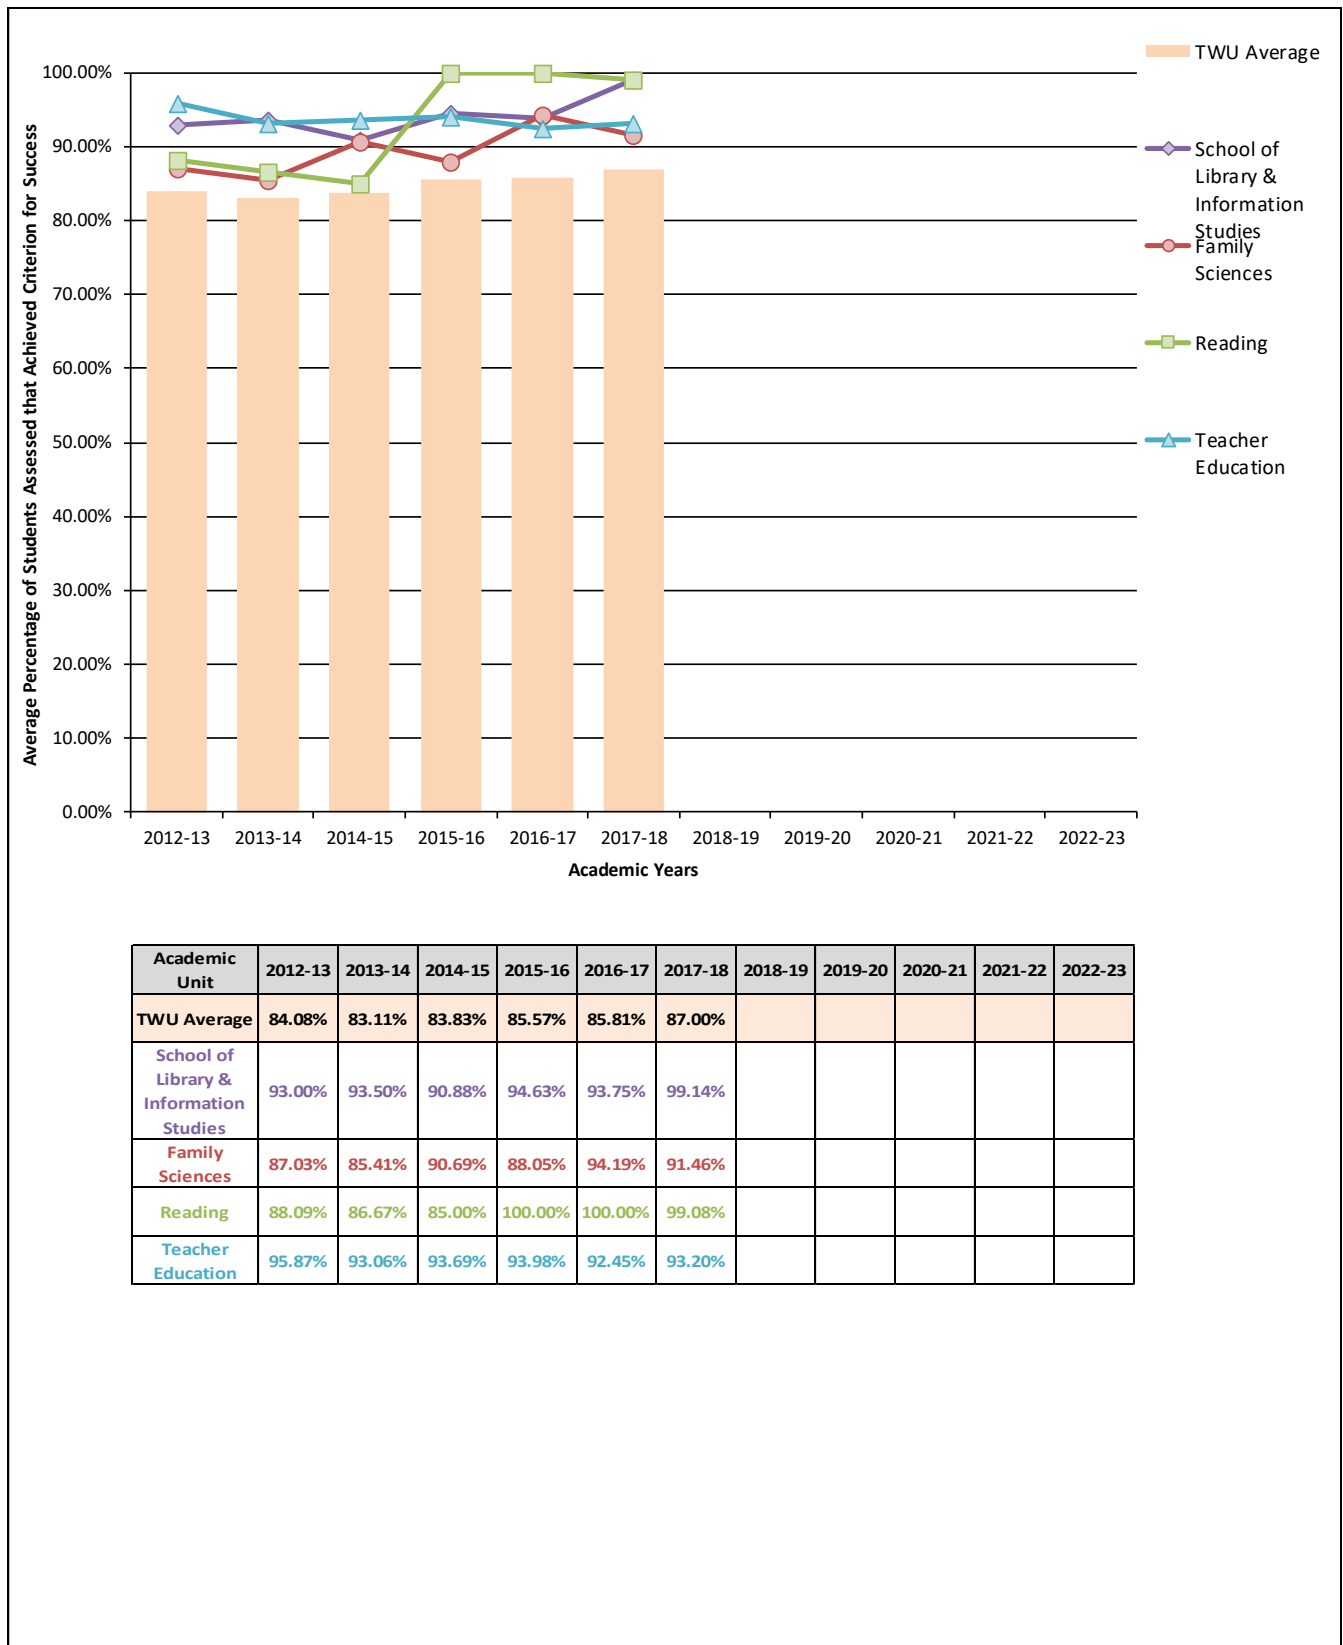 TWU Average
School of
Library &
Information
Studies
Family
Sciences
Reading
Teacher
Education
Average Percentage of Students Assessed that Achieved Criterion for Success
100.00%
90.00%
80.00%
70.00%
60.00%
50.00%
40.00%
30.00%
20.00%
10.00%
0.00%
2012-13 2013-14 2014-15 2015-16 2016-17 2017-18 2018-19 2019-20 2020-21 2021-22 2022-23
Academic Years
Academic
Unit
2012-13 2013-14 2014-15 2015-16 2016-17 2017-18 2018-19 2019-20 2020-21 2021-22 2022-23
TWU Average 84.08% 83.11% 83.83% 85.57% 85.81% 87.00%
School of
Library &
Information
Studies
93.00% 93.50% 90.88% 94.63% 93.75% 99.14%
Family
Sciences
87.03% 85.41% 90.69% 88.05% 94.19% 91.46%
Reading 88.09% 86.67% 85.00% 100.00% 100.00% 99.08%
Teacher
Education
95.87% 93.06% 93.69% 93.98% 92.45% 93.20%